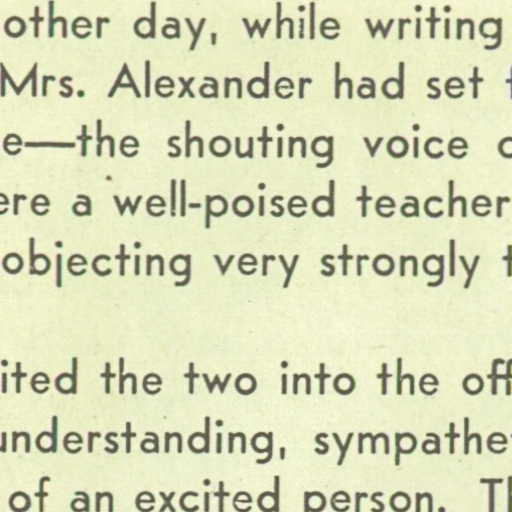 other day, while writing
Mrs. Alexander had set
e—the shouting voice
ere a well-poised teacher
objecting very strongly
ited the two into the off
understanding, sympathe
of an excited person. Th